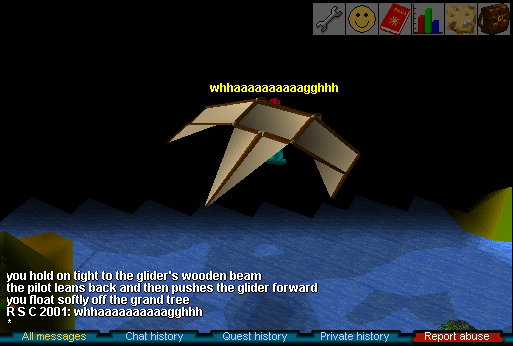 whhaaaaaaaaaagghhh
you hold on tight to the glider's wooden beam
the pilot leans back and then pushes the glider forward
you float softly off the grand tree
R S C 2001: whhaaaaaaaaaagghhh
*
All messages
Chat history
Quest history
Private history
Report abuse